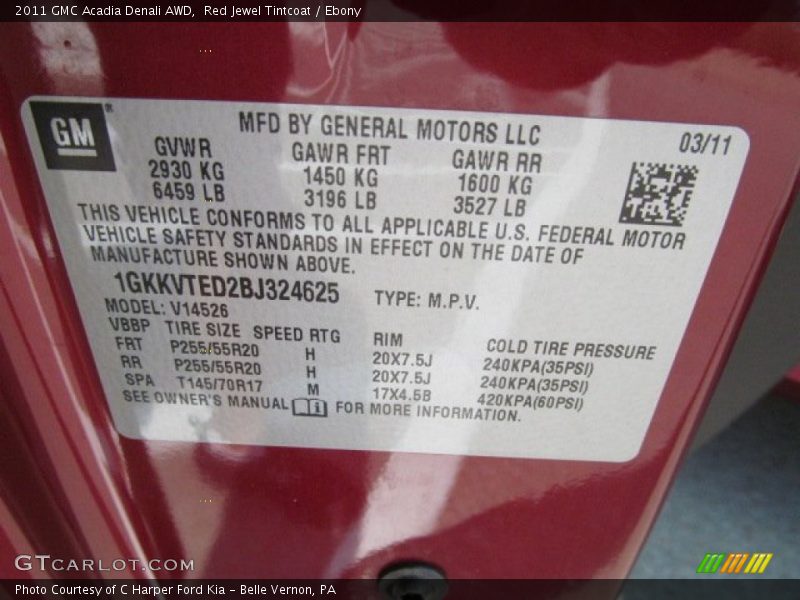 2011 GMC Acadia Denali AWD,  Red Jewel Tintcoat / Ebony
GM
MFD BY GENERAL MOTORS LLC
03/11
GVWR GAWR FRT GAWR RR
2930 KG 1450 KG 1600 KG
6459 LB 3196 LB 3527 LB
THIS VEHICLE CONFORMS TO ALL APPLICABLE U.S. FEDERAL MOTOR
VEHICLE SAFETY STANDARDS IN EFFECT ON THE DATE OF
MANUFACTURE SHOWN ABOVE.
1GKKVTED2BJ324625 TYPE: M.P.V.
MODEL: V14526
VBBP TIRE SIZE SPEED RTG RIM COLD TIRE PRESSURE
FRT P255/55R20 H 20X7.5J 240KPA(35PSI)
RR P255/55R20 H 20X7.5J 240KPA(35PSI)
SPA T145/70R17 M 17X4.5B 420KPA(60PSI)
SEE OWNER'S MANUAL FOR MORE INFORMATION.
GTCARLOT.COM
Photo Courtesy of C Harper Ford Kia – Belle Vernon, PA